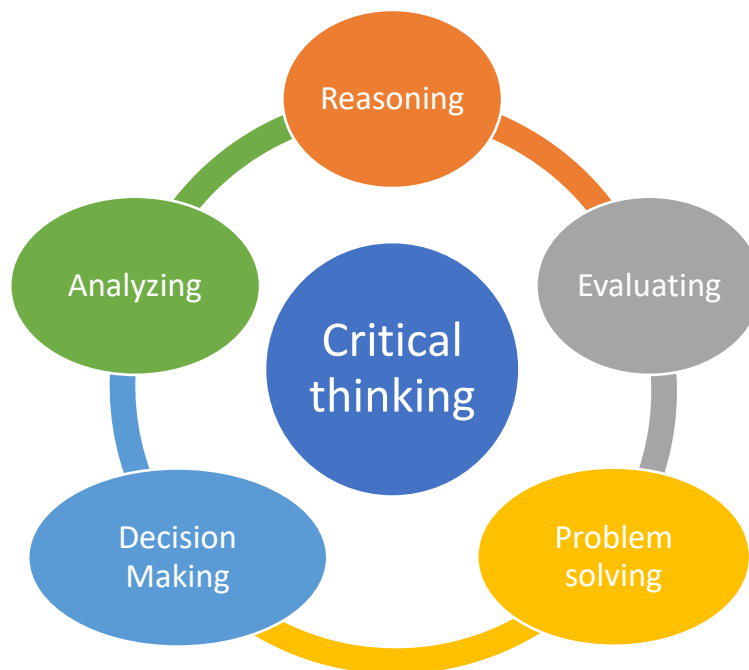 Reasoning
Evaluating
Analyzing
Critical
thinking
Problem
solving
Decision
Making